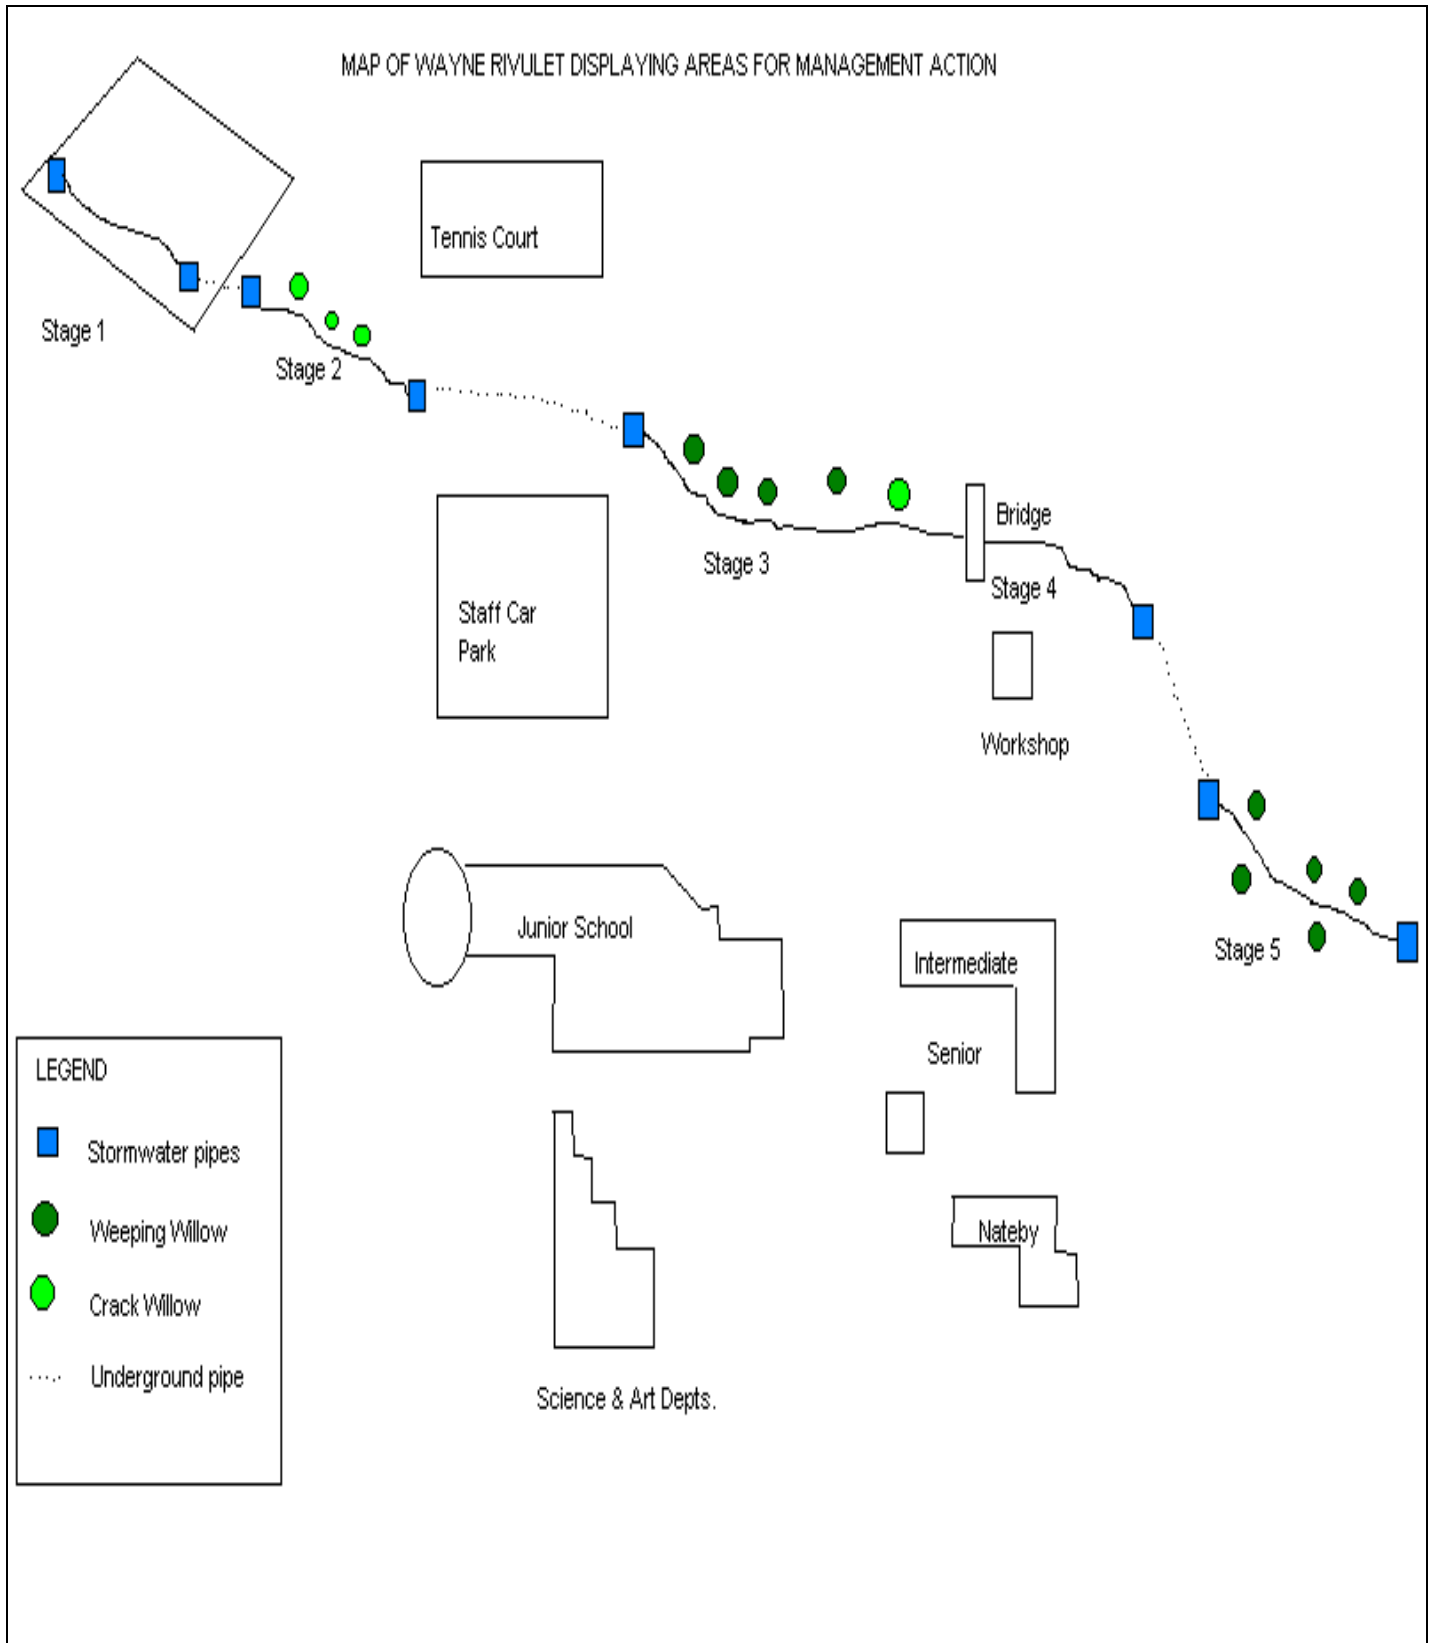 MAP OF WAYNE RIVULET DISPLAYING AREAS FOR MANAGEMENT ACTION
Tennis Court
Stage 1
Stage 2
Bridge
Stage 3
Stage 4
Staff Car
Park
Workshop
Junior School
Intermediate
Stage 5
Senior
LEGEND
Stormwater pipes
Weeping Willow
Nateby
Crack Willow
Underground pipe
Science & Art Depts.